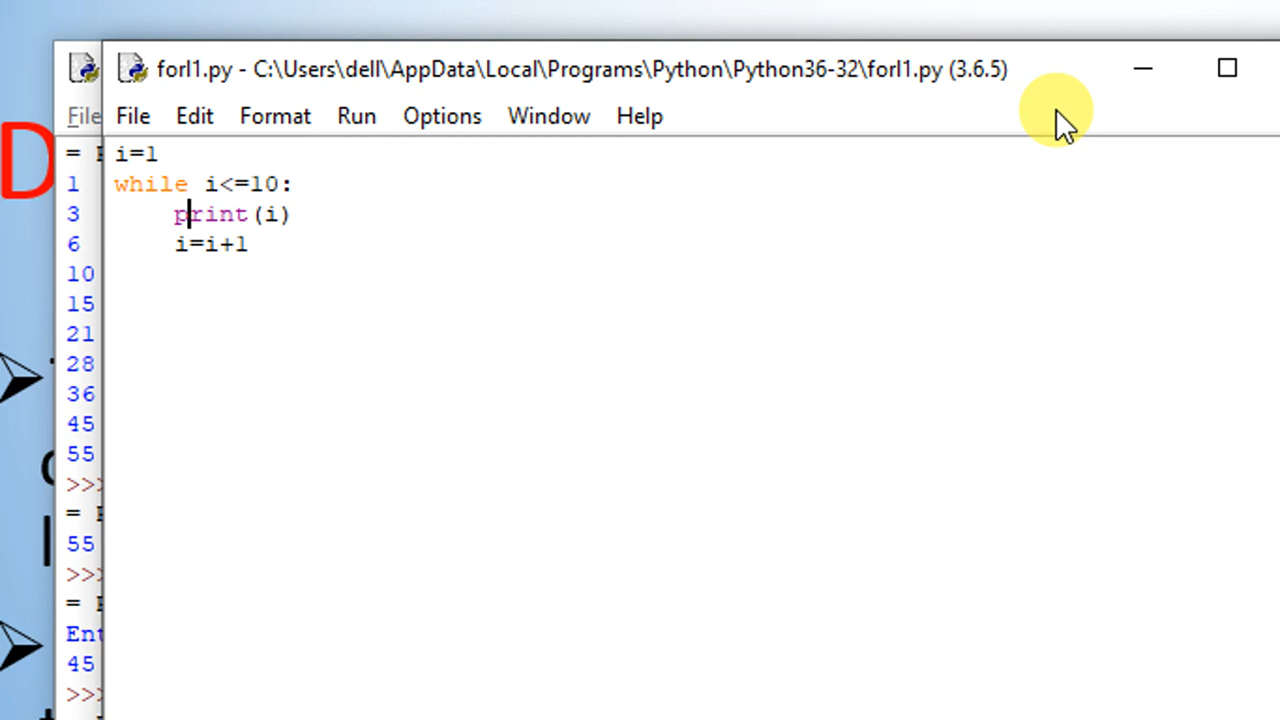 forl1.py - C:\Users\dell\AppData\Local\Programs\Python\Python36-32\forl1.py (3.6.5)
File
File Edit Format Run Options Window Help
D
=
1
3
6
10
15
21
28
36
45
55
>>>
=
55
>>>
=
Ent
45
>>>
i=1
while i<=10:
    print(i)
    i=i+1